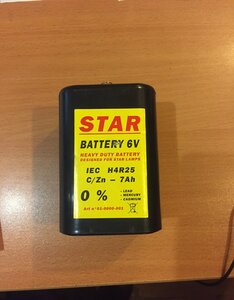 STAR
BATTERY 6V
HEAVY DUTY BATTERY
DESIGNED FOR STAR LAMPS
IEC H4R25
C/Zn - 7Ah
0 %
- LEAD
- MERCURY
- CADMIUM